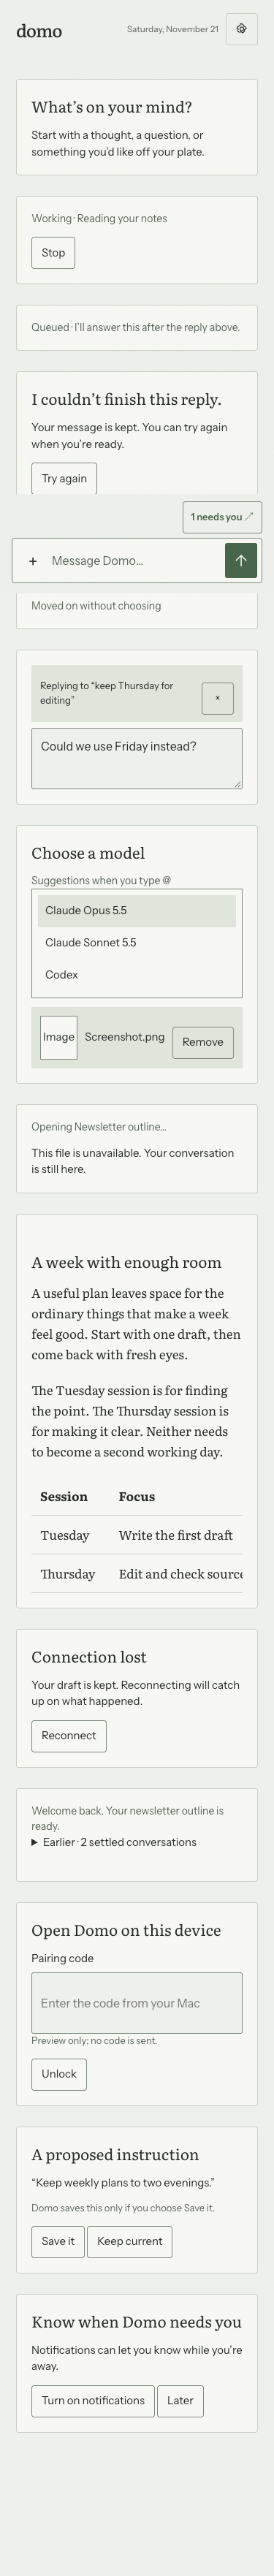 domo
Saturday, November 21
What’s on your mind?
Start with a thought, a question, or
something you’d like off your plate.
Working · Reading your notes
Stop
Queued · I’ll answer this after the reply above.
I couldn’t finish this reply.
Your message is kept. You can try again
when you’re ready.
Try again
1 needs you ↗
+ Message Domo…
Moved on without choosing
Replying to “keep Thursday for
editing”
×
Could we use Friday instead?
Choose a model
Suggestions when you type @
Claude Opus 5.5
Claude Sonnet 5.5
Codex
Image Screenshot.png Remove
Opening Newsletter outline…
This file is unavailable. Your conversation
is still here.
A week with enough room
A useful plan leaves space for the
ordinary things that make a week
feel good. Start with one draft, then
come back with fresh eyes.
The Tuesday session is for finding
the point. The Thursday session is
for making it clear. Neither needs
to become a second working day.
Session Focus
Tuesday Write the first draft
Thursday Edit and check source
Connection lost
Your draft is kept. Reconnecting will catch
up on what happened.
Reconnect
Welcome back. Your newsletter outline is
ready.
▶ Earlier · 2 settled conversations
Open Domo on this device
Pairing code
Enter the code from your Mac
Preview only; no code is sent.
Unlock
A proposed instruction
“Keep weekly plans to two evenings.”
Domo saves this only if you choose Save it.
Save it Keep current
Know when Domo needs you
Notifications can let you know while you’re
away.
Turn on notifications Later